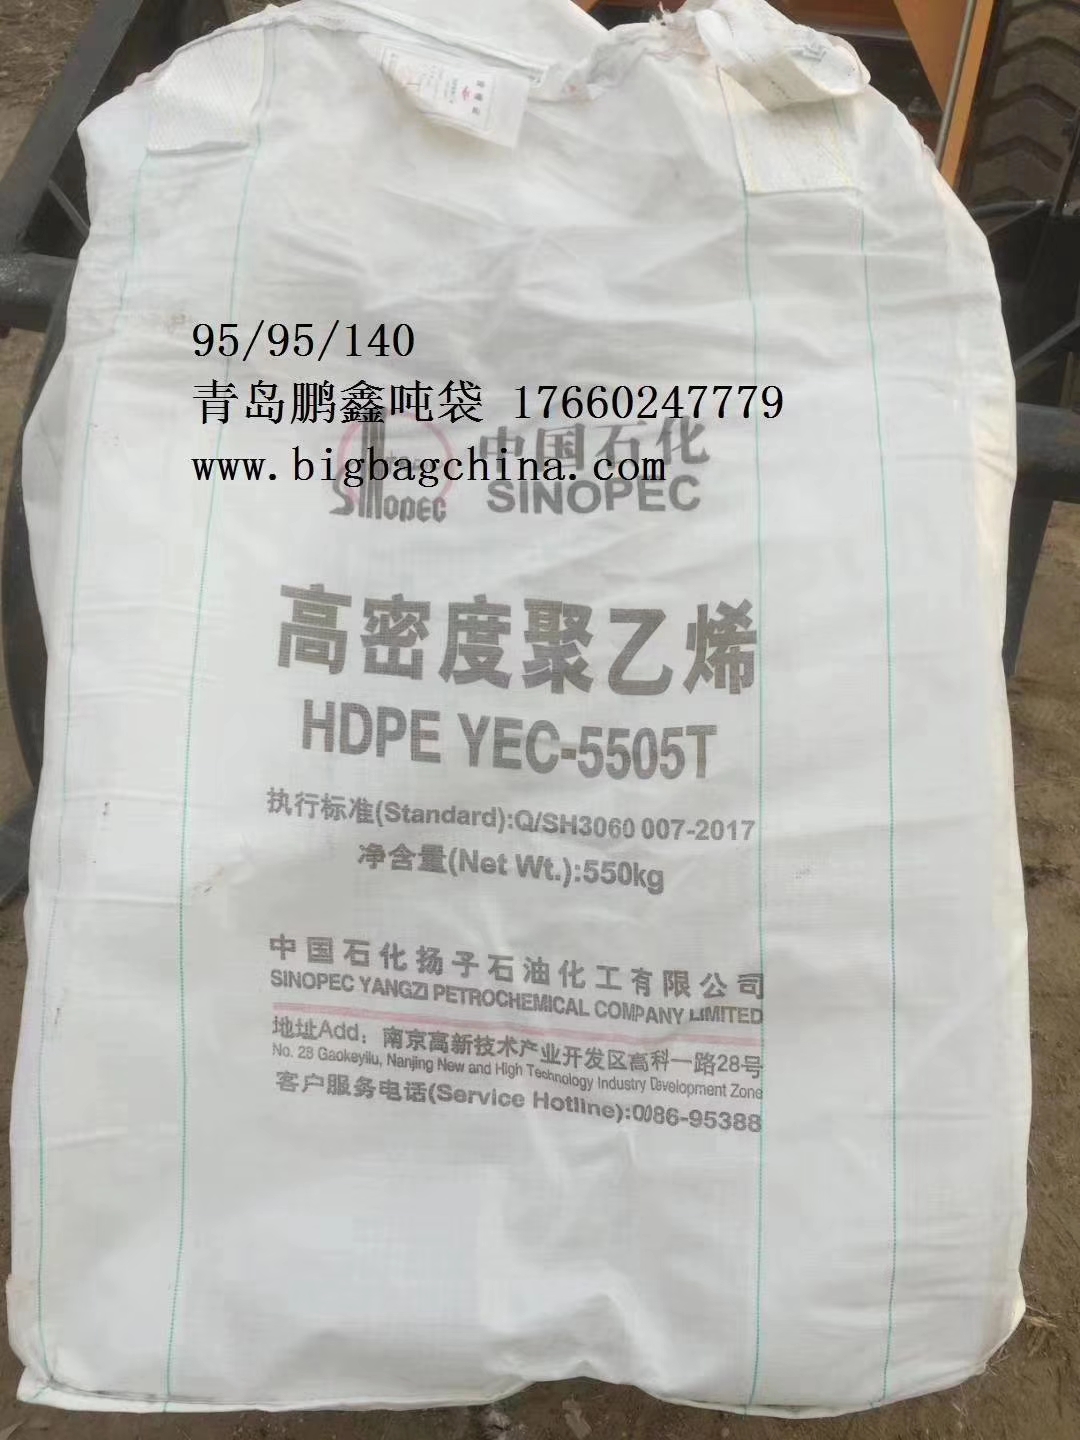 95/95/140
青岛鹏鑫吨袋 17660247779
www.bigbagchina.com
中国石化
SINOPEC
SINOPEC
高密度聚乙烯
HDPE YEC-5505T
执行标准(Standard):Q/SH3060 007-2017
净含量(Net Wt.):550kg
中国石化扬子石油化工有限公司
SINOPEC YANGZI PETROCHEMICAL COMPANY LIMITED
地址Add：南京高新技术产业开发区高科一路28号
No. 28 Gaokeyilu, Nanjing New and High Technology Industry Development Zone
客户服务电话(Service Hotline):0086-95388